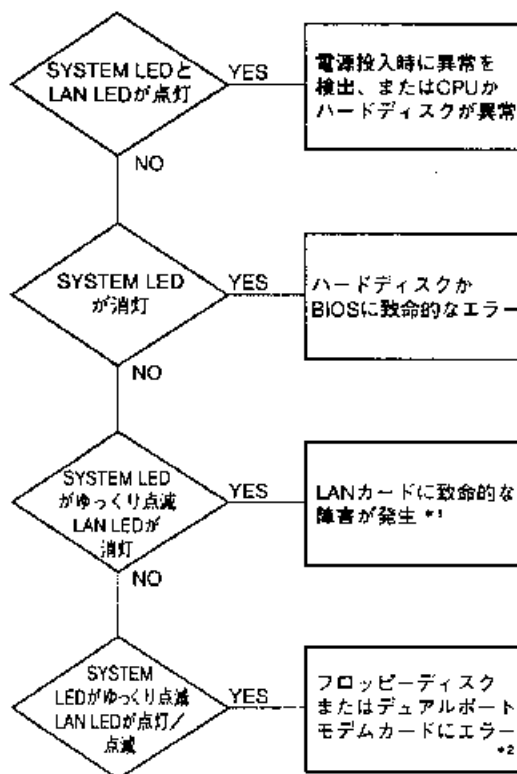 SYSTEM LEDと
LAN LEDが点灯
YES
電源投入時に異常を
検出、またはCPUか
ハードディスクが異常
NO
SYSTEM LED
が消灯
YES
ハードディスクか
BIOSに致命的なエラー
NO
SYSTEM LED
がゆっくり点滅
LAN LEDが
消灯
YES
LANカードに致命的な
障害が発生 *1
NO
SYSTEM
LEDがゆっくり点滅
LAN LEDが点灯/
点滅
YES
フロッピーディスク
またはデュアルポート
モデムカードにエラー
*2